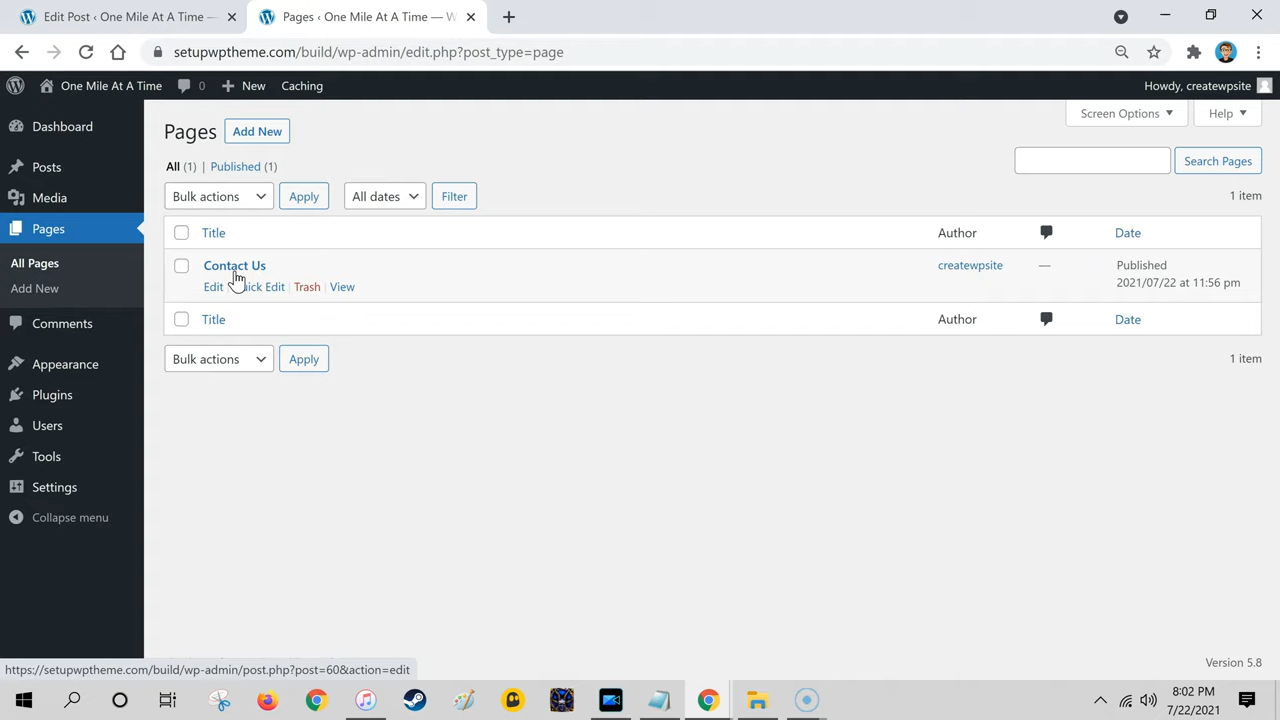 Edit Post ‹ One Mile At A Time —
Pages ‹ One Mile At A Time — W
setupwptheme.com/build/wp-admin/edit.php?post_type=page
One Mile At A Time
0
New
Caching
Howdy, createwpsite
Dashboard
Posts
Media
Pages
All Pages
Add New
Comments
Appearance
Plugins
Users
Tools
Settings
Collapse menu
Pages
Add New
Screen Options
Help
All (1) | Published (1)
Search Pages
Bulk actions
Apply
All dates
Filter
1 item
Title
Author
Date
Contact Us
createwpsite
—
Published
2021/07/22 at 11:56 pm
Edit
Edit | Trash | View
Title
Author
Date
Bulk actions
Apply
1 item
Version 5.8
https://setupwptheme.com/build/wp-admin/post.php?post=60&action=edit
8:02 PM
7/22/2021